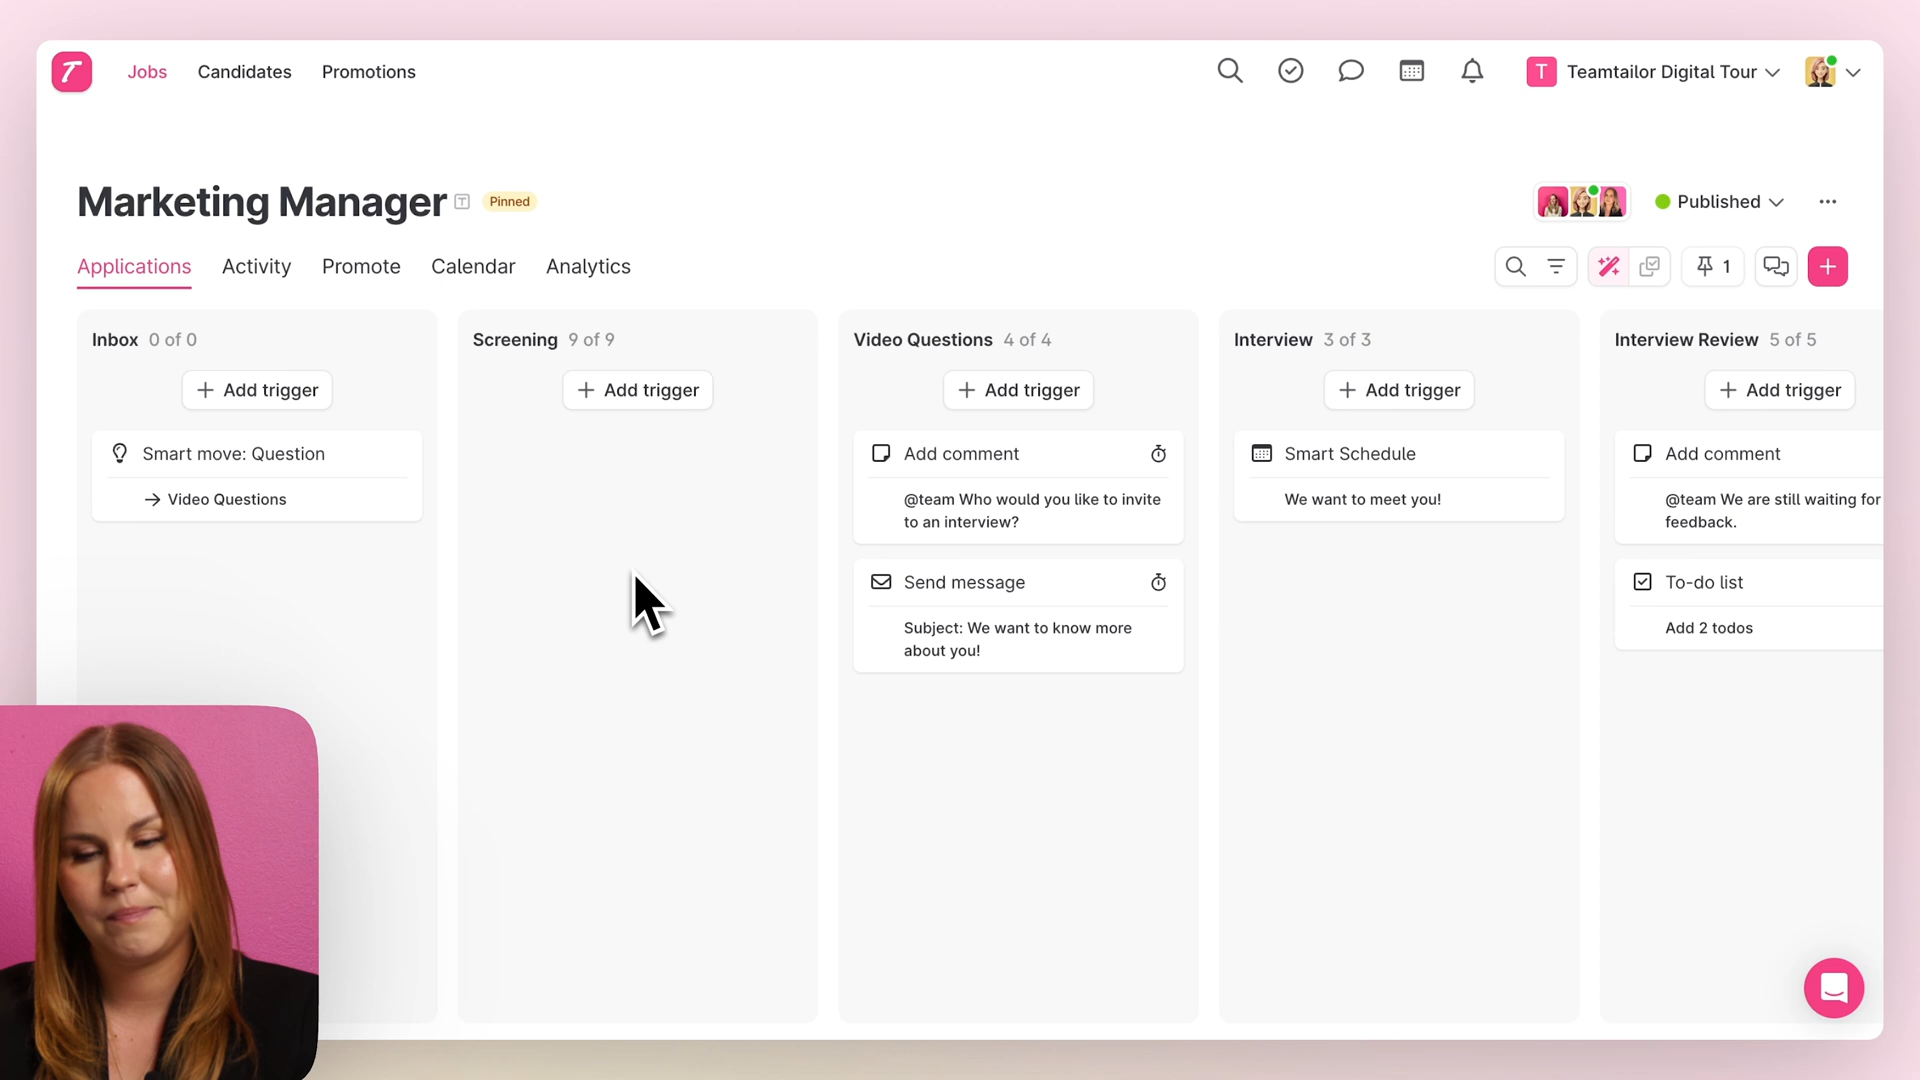 Jobs Candidates Promotions
T Teamtailor Digital Tour
Marketing Manager T Pinned
Published
Applications Activity Promote Calendar Analytics
1
Inbox 0 of 0
Add trigger
Smart move: Question
→ Video Questions
Screening 9 of 9
Add trigger
Video Questions 4 of 4
Add trigger
Add comment
@team Who would you like to invite
to an interview?
Send message
Subject: We want to know more
about you!
Interview 3 of 3
Add trigger
Smart Schedule
We want to meet you!
Interview Review 5 of 5
Add trigger
Add comment
@team We are still waiting for
feedback.
To-do list
Add 2 todos